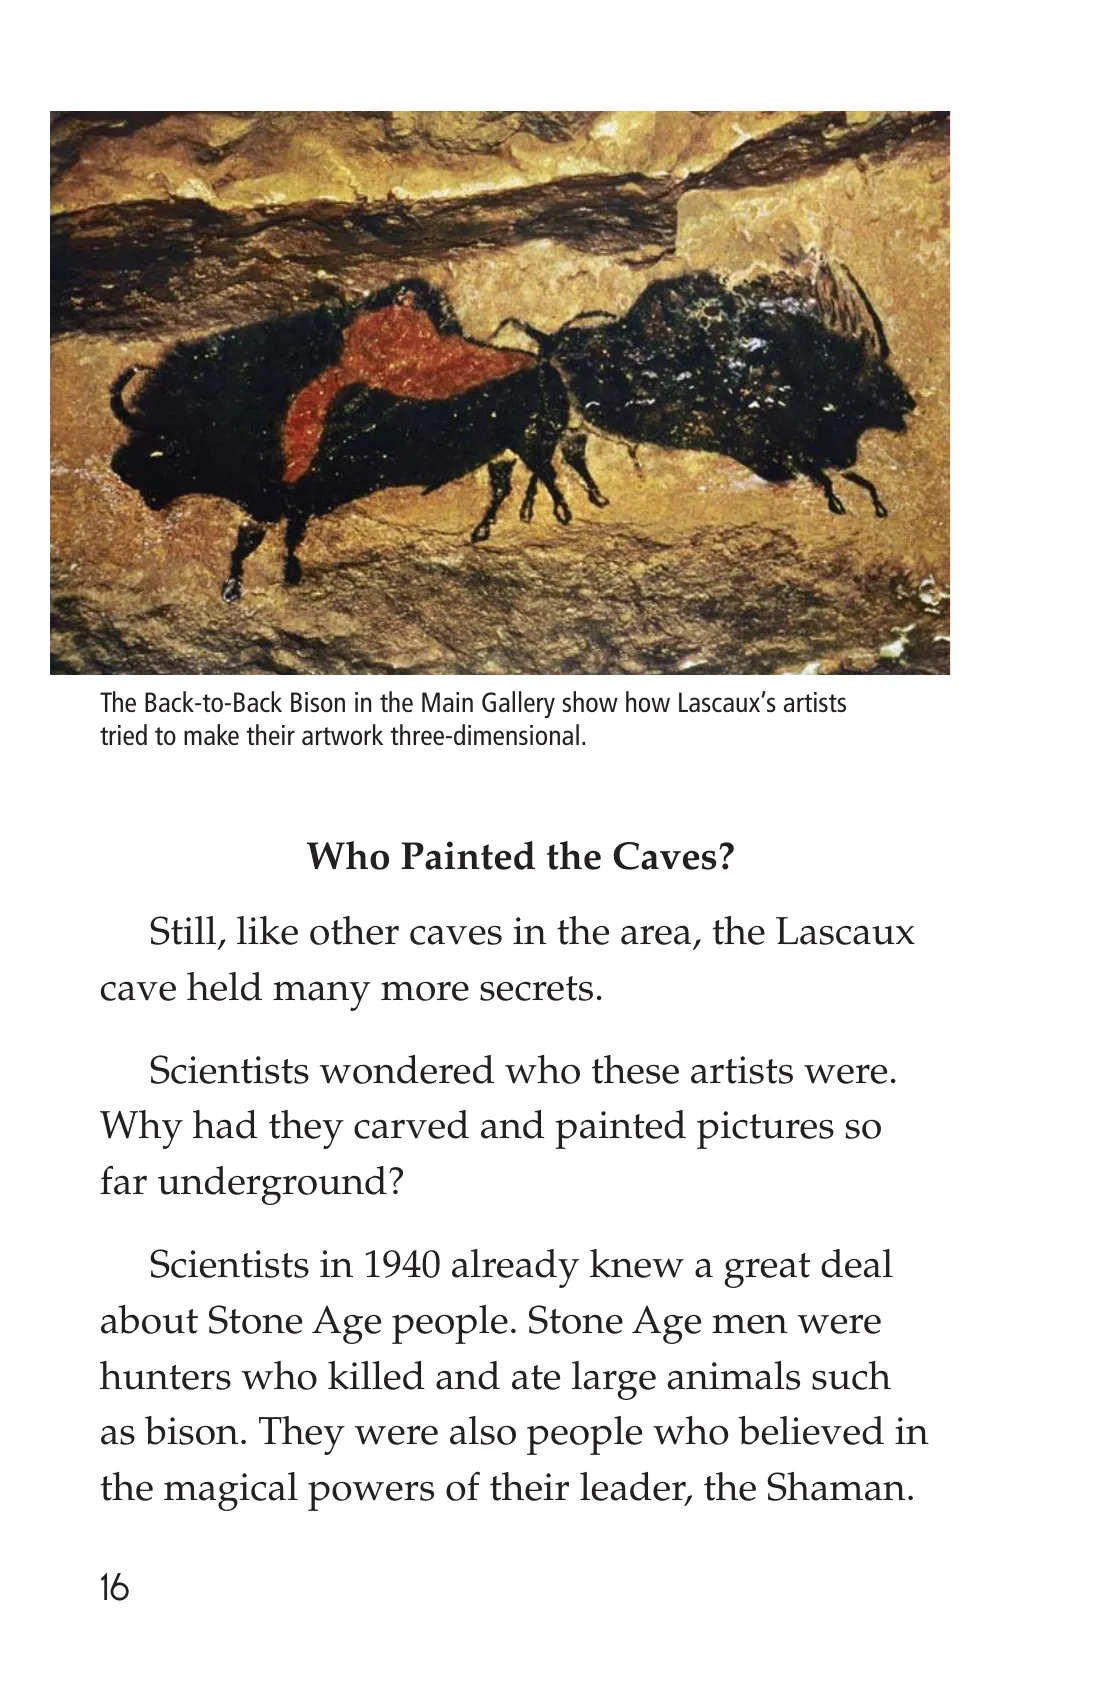 The Back-to-Back Bison in the Main Gallery show how Lascaux’s artists
tried to make their artwork three-dimensional.
Who Painted the Caves?
Still, like other caves in the area, the Lascaux
cave held many more secrets.
Scientists wondered who these artists were.
Why had they carved and painted pictures so
far underground?
Scientists in 1940 already knew a great deal
about Stone Age people. Stone Age men were
hunters who killed and ate large animals such
as bison. They were also people who believed in
the magical powers of their leader, the Shaman.
16